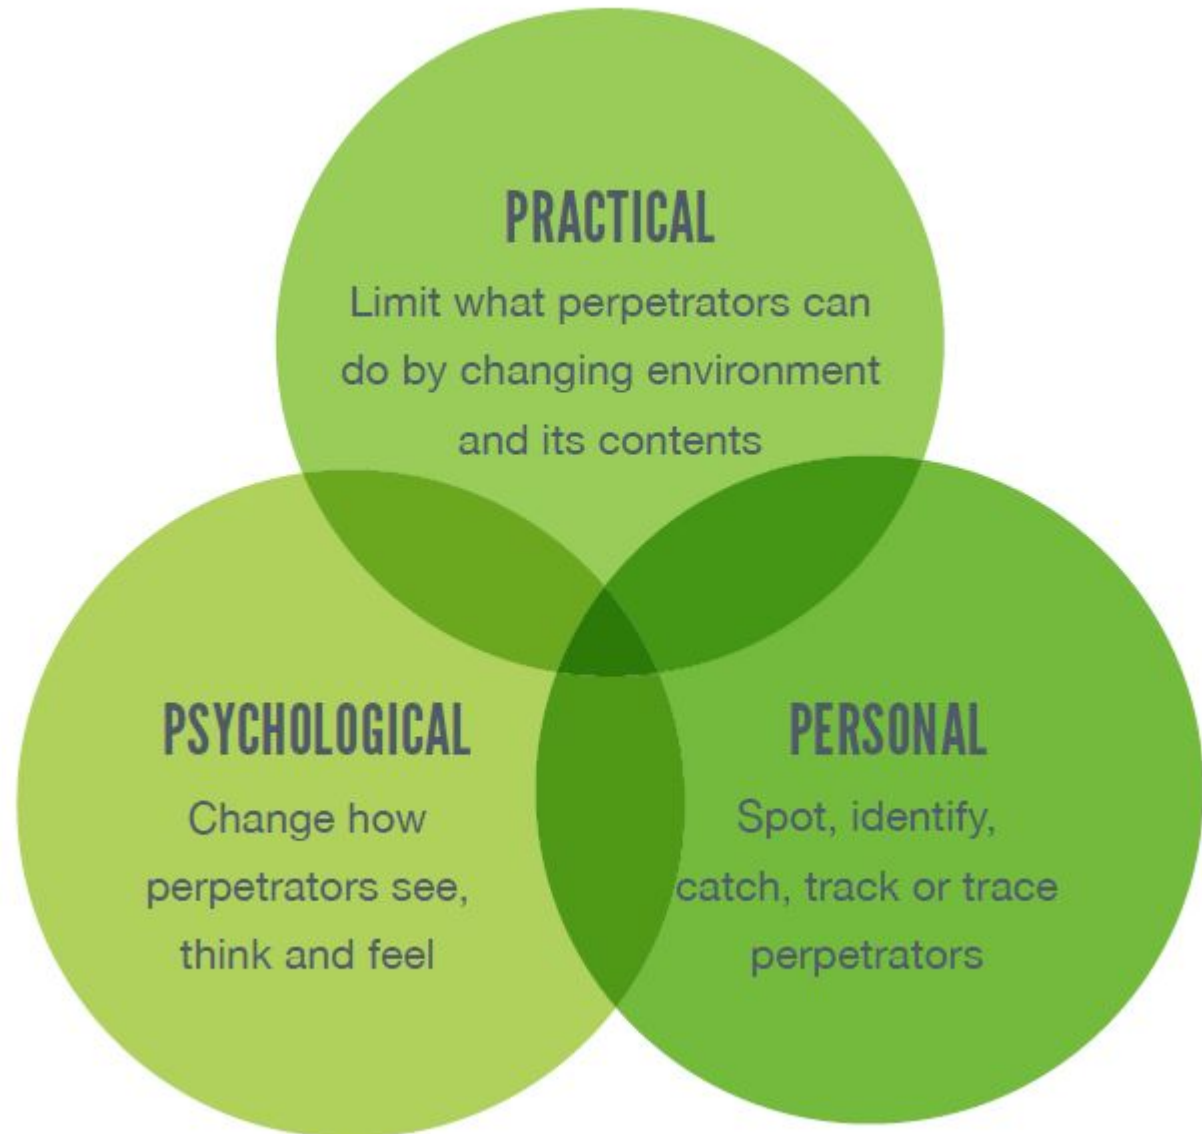 PRACTICAL
Limit what perpetrators can
do by changing environment
and its contents
PSYCHOLOGICAL
Change how
perpetrators see,
think and feel
PERSONAL
Spot, identify,
catch, track or trace
perpetrators